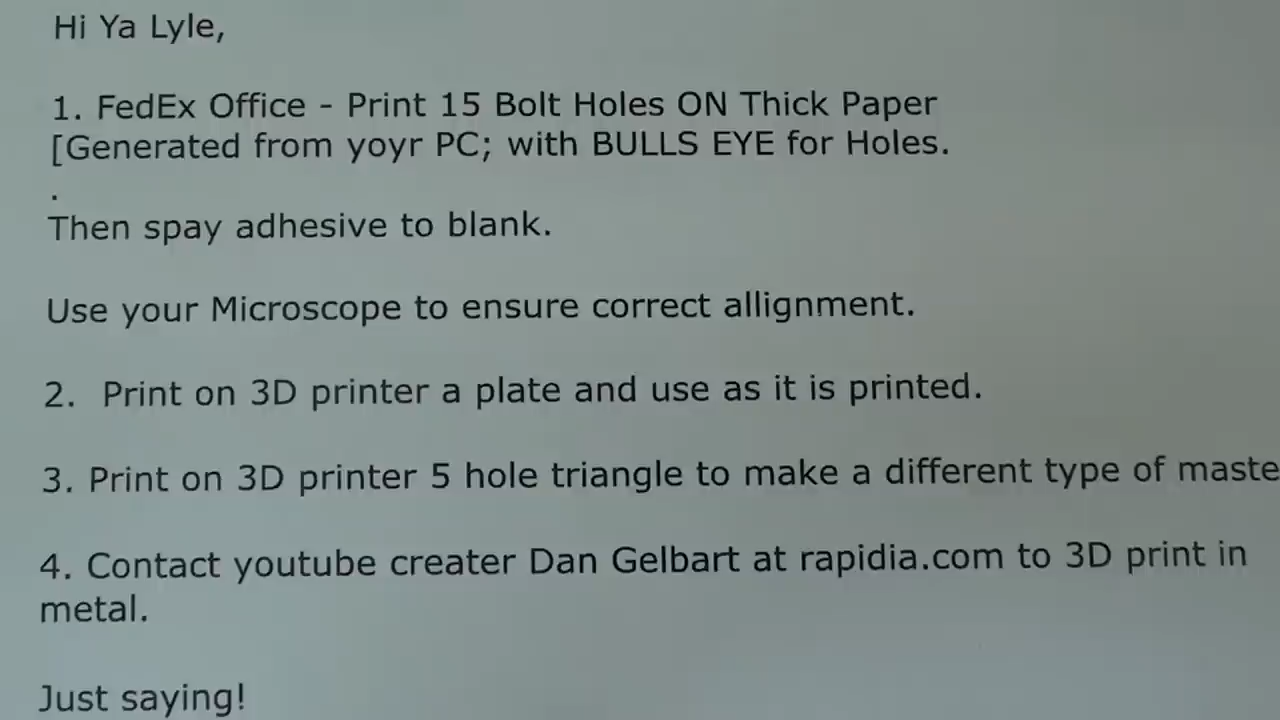 Hi Ya Lyle,
1. FedEx Office - Print 15 Bolt Holes ON Thick Paper
[Generated from yoyr PC; with BULLS EYE for Holes.
.
Then spay adhesive to blank.
Use your Microscope to ensure correct allignment.
2. Print on 3D printer a plate and use as it is printed.
3. Print on 3D printer 5 hole triangle to make a different type of maste
4. Contact youtube creater Dan Gelbart at rapidia.com to 3D print in
metal.
Just saying!